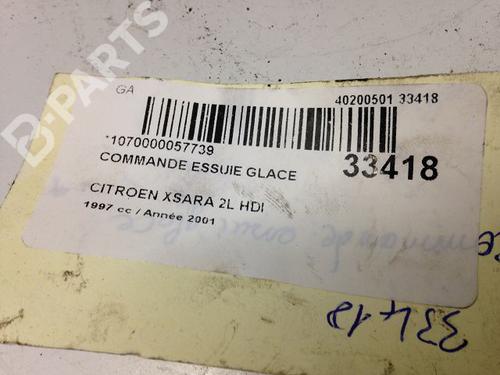 B-PARTS
GA
40200501 33418
*1070000057739
33418
COMMANDE ESSUIE GLACE
CITROEN XSARA 2L HDI
1997 cc / Année 2001
33418